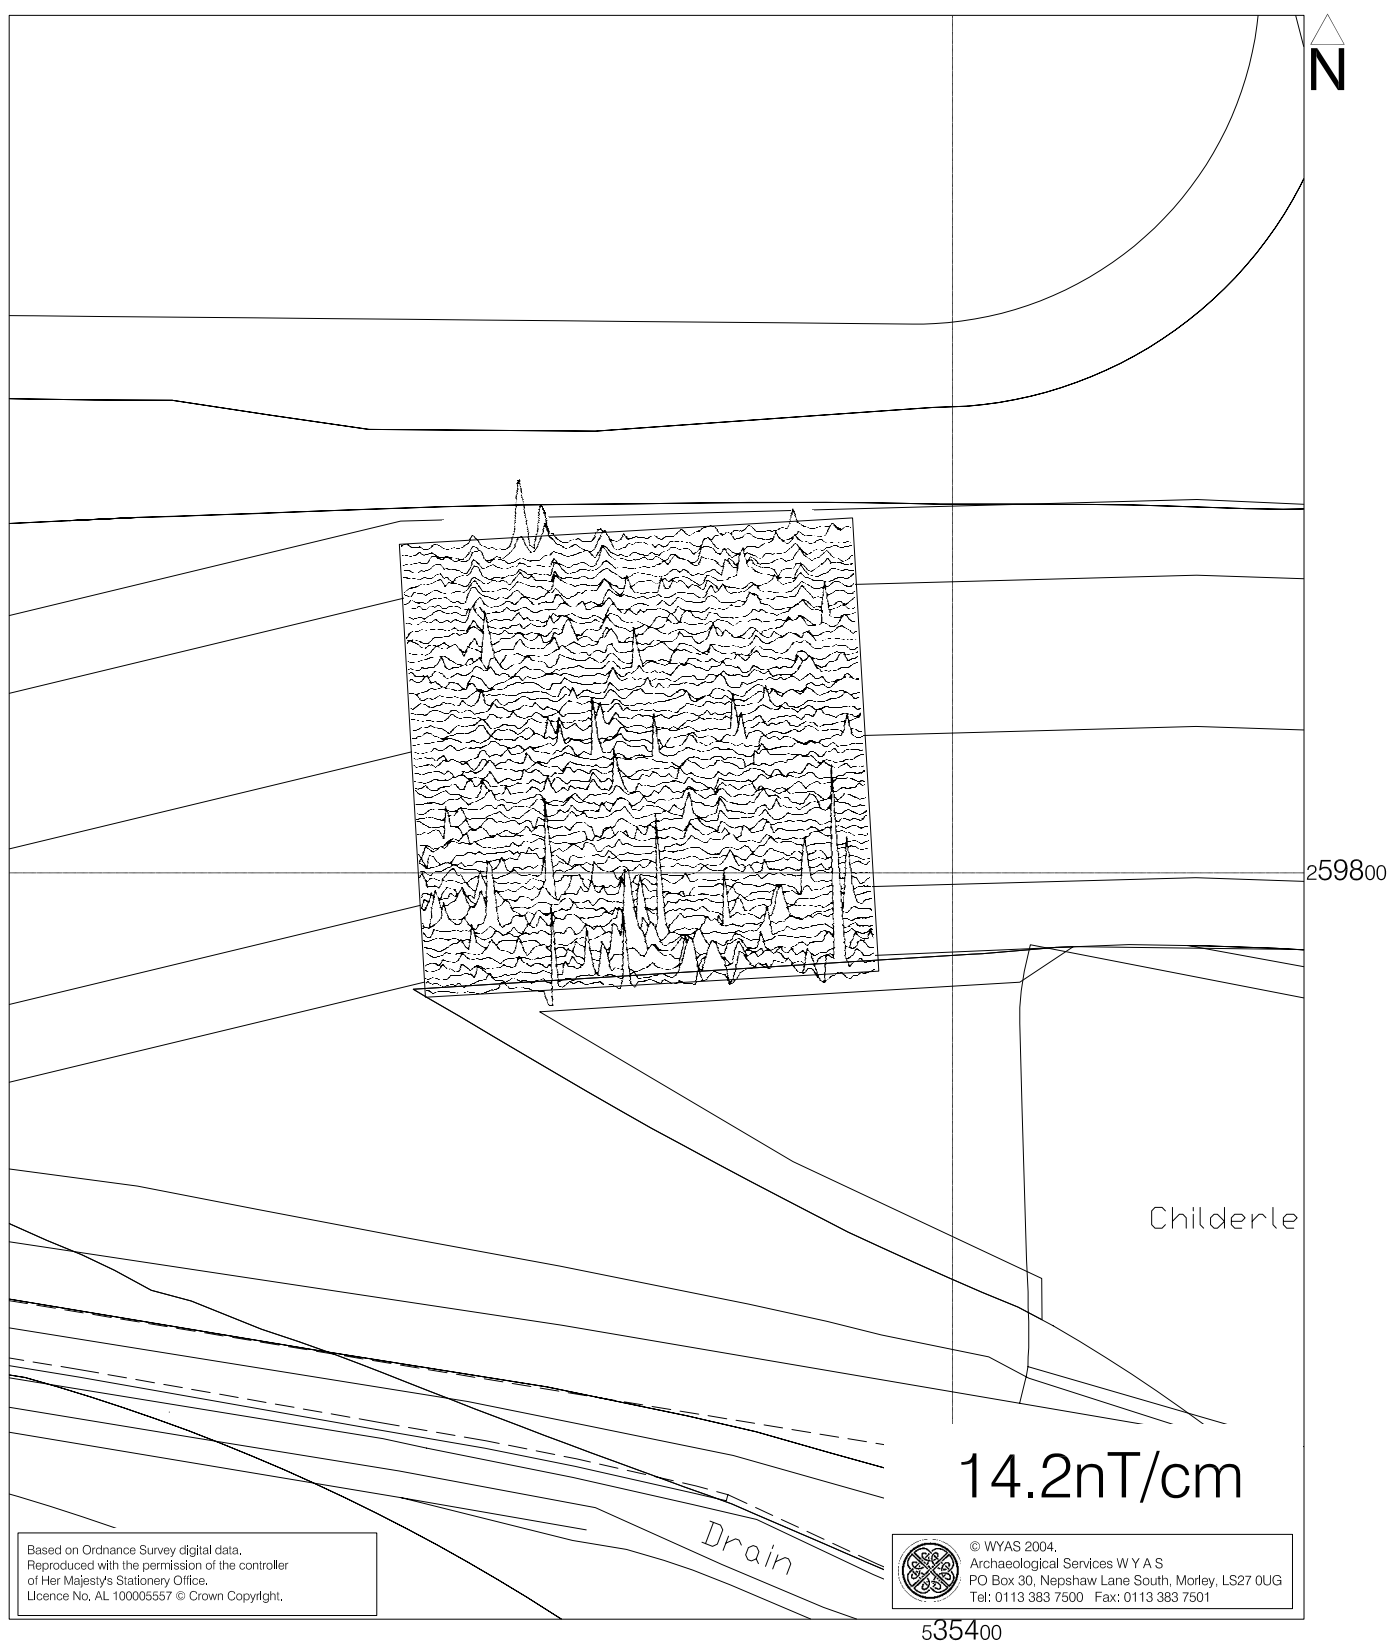 N
259800
Childerle
14.2nT/cm
Drain
Based on Ordnance Survey digital data.
Reproduced with the permission of the controller
of Her Majesty's Stationery Office.
Licence No. AL 100005557 © Crown Copyright.
© WYAS 2004.
Archaeological Services W Y A S
PO Box 30, Nepshaw Lane South, Morley, LS27 0UG
Tel: 0113 383 7500 Fax: 0113 383 7501
535400